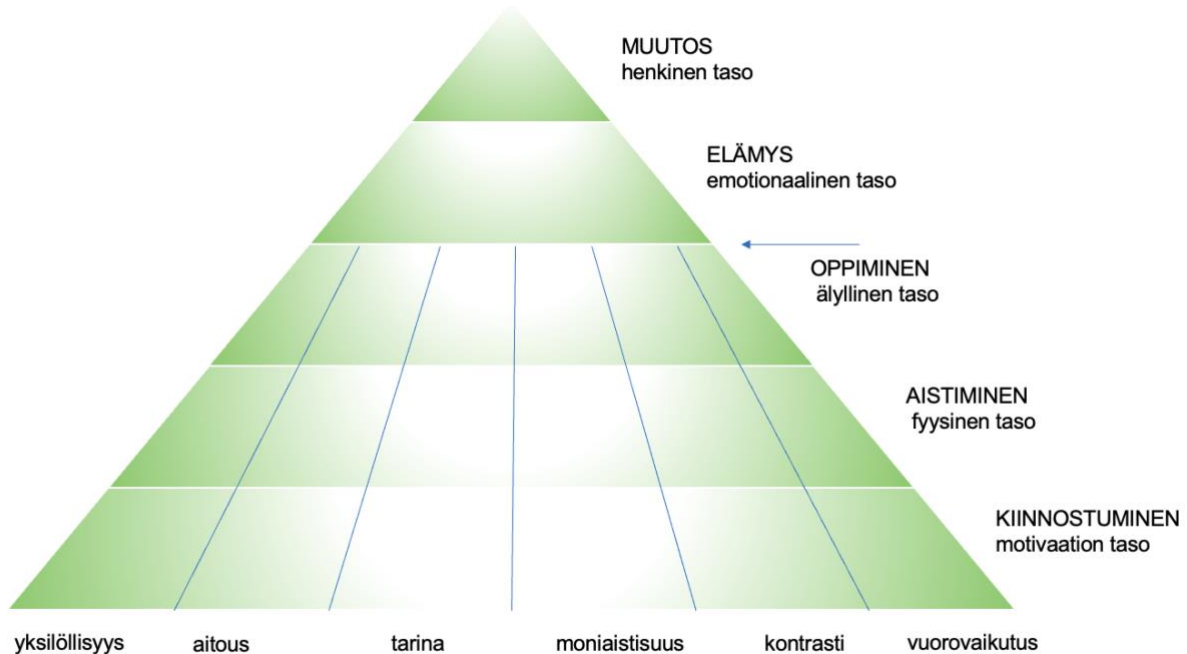 MUUTOS
henkinen taso
ELÄMYS
emotionaalinen taso
OPPIMINEN
älyllinen taso
AISTIMINEN
fyysinen taso
KIINNOSTUMINEN
motivaation taso
yksilöllisyys aitous tarina moniaistisuus kontrasti vuorovaikutus